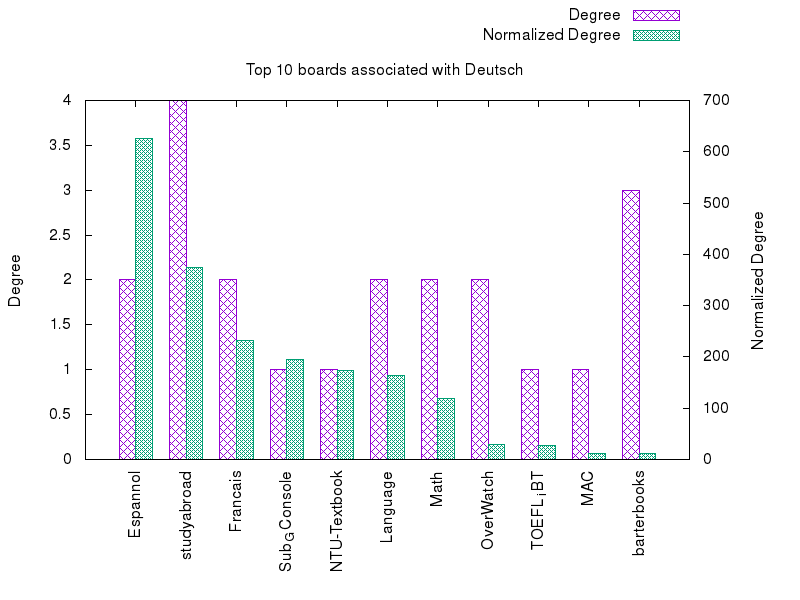 Degree
Normalized Degree
Top 10 boards associated with Deutsch
4
3.5
3
2.5
2
1.5
1
0.5
0
Degree
700
600
500
400
300
200
100
0
Normalized Degree
Espannol
studyabroad
Francais
Sub_GConsole
NTU-Textbook
Language
Math
OverWatch
TOEFL_iBT
MAC
barterbooks